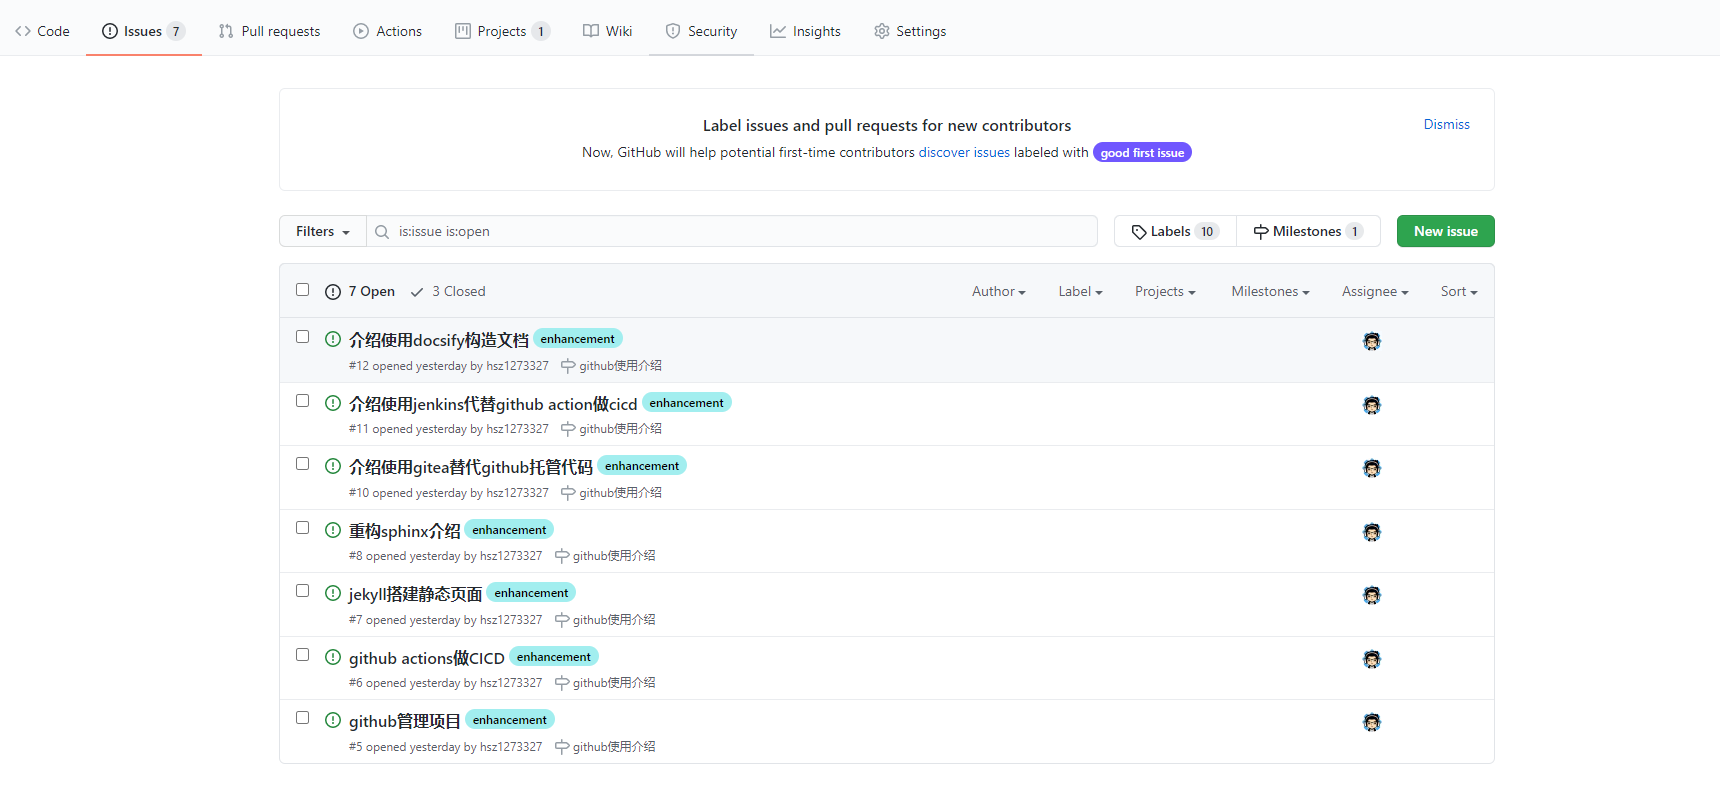 Code Issues 7 Pull requests Actions Projects 1 Wiki Security Insights Settings
Label issues and pull requests for new contributors
Dismiss
Now, GitHub will help potential first-time contributors discover issues labeled with good first issue
Filters is:issue is:open Labels 10 Milestones 1 New issue
7 Open 3 Closed Author Label Projects Milestones Assignee Sort
介绍使用docsify构造文档 enhancement
#12 opened yesterday by hsz1273327 github使用介绍
介绍使用jenkins代替github action做cicd enhancement
#11 opened yesterday by hsz1273327 github使用介绍
介绍使用gitea替代github托管代码 enhancement
#10 opened yesterday by hsz1273327 github使用介绍
重构sphinx介绍 enhancement
#8 opened yesterday by hsz1273327 github使用介绍
jekyll搭建静态页面 enhancement
#7 opened yesterday by hsz1273327 github使用介绍
github actions做CICD enhancement
#6 opened yesterday by hsz1273327 github使用介绍
github管理项目 enhancement
#5 opened yesterday by hsz1273327 github使用介绍